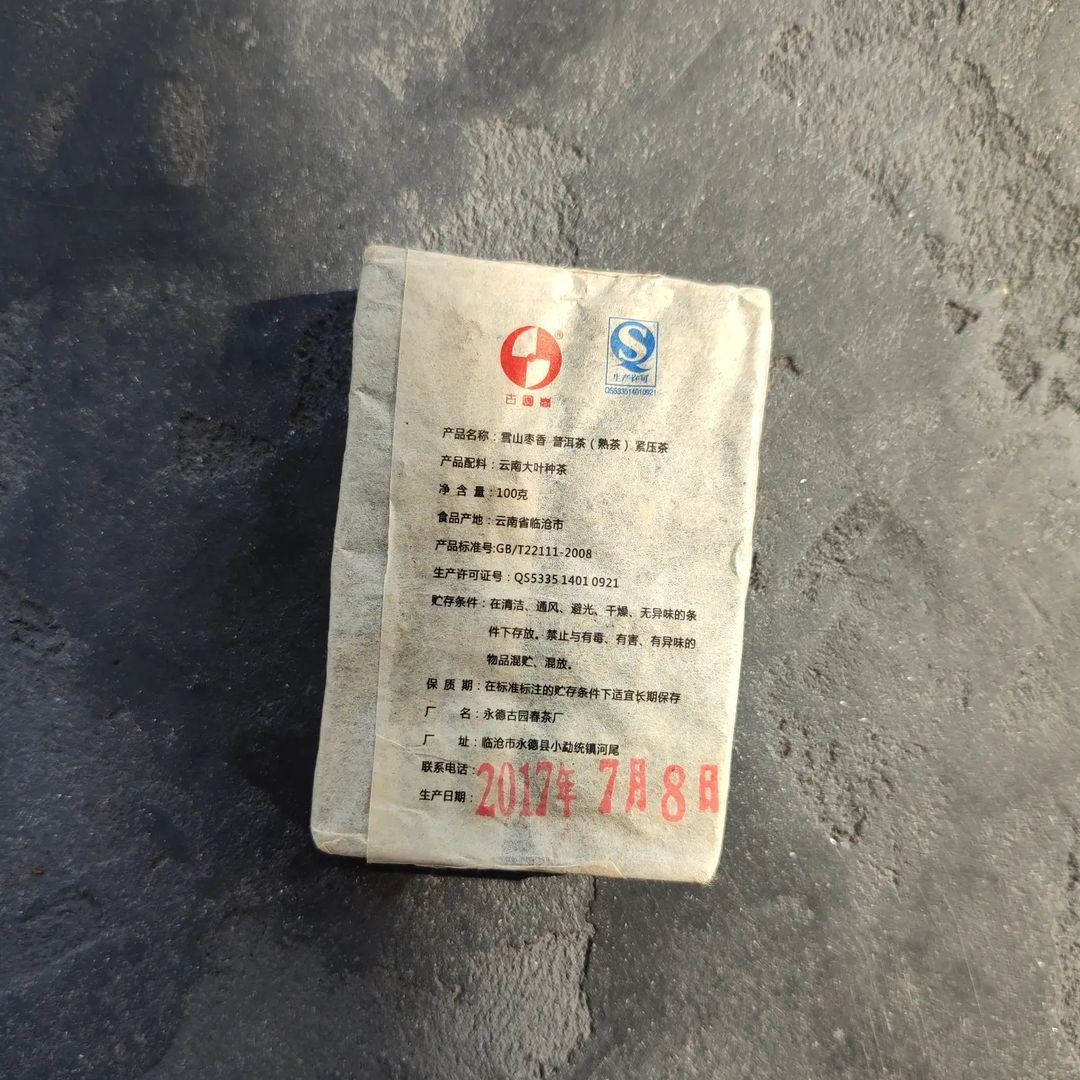 ®
古園春
生产许可
QS533514010921
产品名称：雪山枣香 普洱茶（熟茶）紧压茶
产品配料：云南大叶种茶
净 含 量：100克
食品产地：云南省临沧市
产品标准号:GB/T22111-2008
生产许可证号：QS5335 1401 0921
贮存条件：在清洁、通风、避光、干燥、无异味的条
件下存放。禁止与有毒、有害、有异味的
物品混贮、混放。
保 质 期：在标准标注的贮存条件下适宜长期保存
厂 名：永德古园春茶厂
厂 址：临沧市永德县小勐统镇河尾
联系电话：
生产日期：2017年 7月 8日